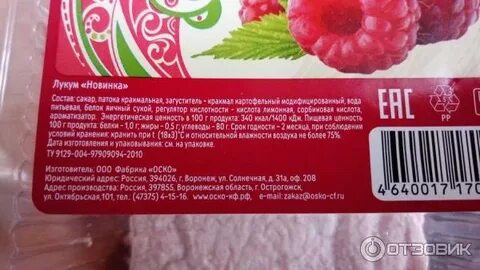 Лукум «Новинка»
Состав: сахар, патока крахмальная, загуститель - крахмал картофельный модифицированный, вода
питьевая, белок яичный сухой, регулятор кислотности - кислота лимонная, сорбиновая кислота,
ароматизатор. Энергетическая ценность в 100 г продукта: 340 ккал/1400 кДж. Пищевая ценность
100 г продукта: белки - 1,0 г; жиры - 0,5 г; углеводы - 80 г. Срок годности - 2 месяца, при соблюдении
условий хранения: хранить при t (18±3)°С и относительной влажности воздуха не более 75%.
Дата изготовления/упаковывания: см. на упаковке.
ТУ 9129-004-97909094-2010
Изготовитель: ООО Фабрика «ОСКО»
Юридический адрес: Россия, 394026, г. Воронеж, ул. Солнечная, д. 31а, оф. 208
Адрес производства: Россия, 397855, Воронежская область, г. Острогожск,
ул. Октябрьская,101, тел. (47375) 4-15-16. www.osko-кф.рф, e-mail: zakaz@osko-cf.ru
ЕАС
PP
4 640017 170
ОТЗОВИК